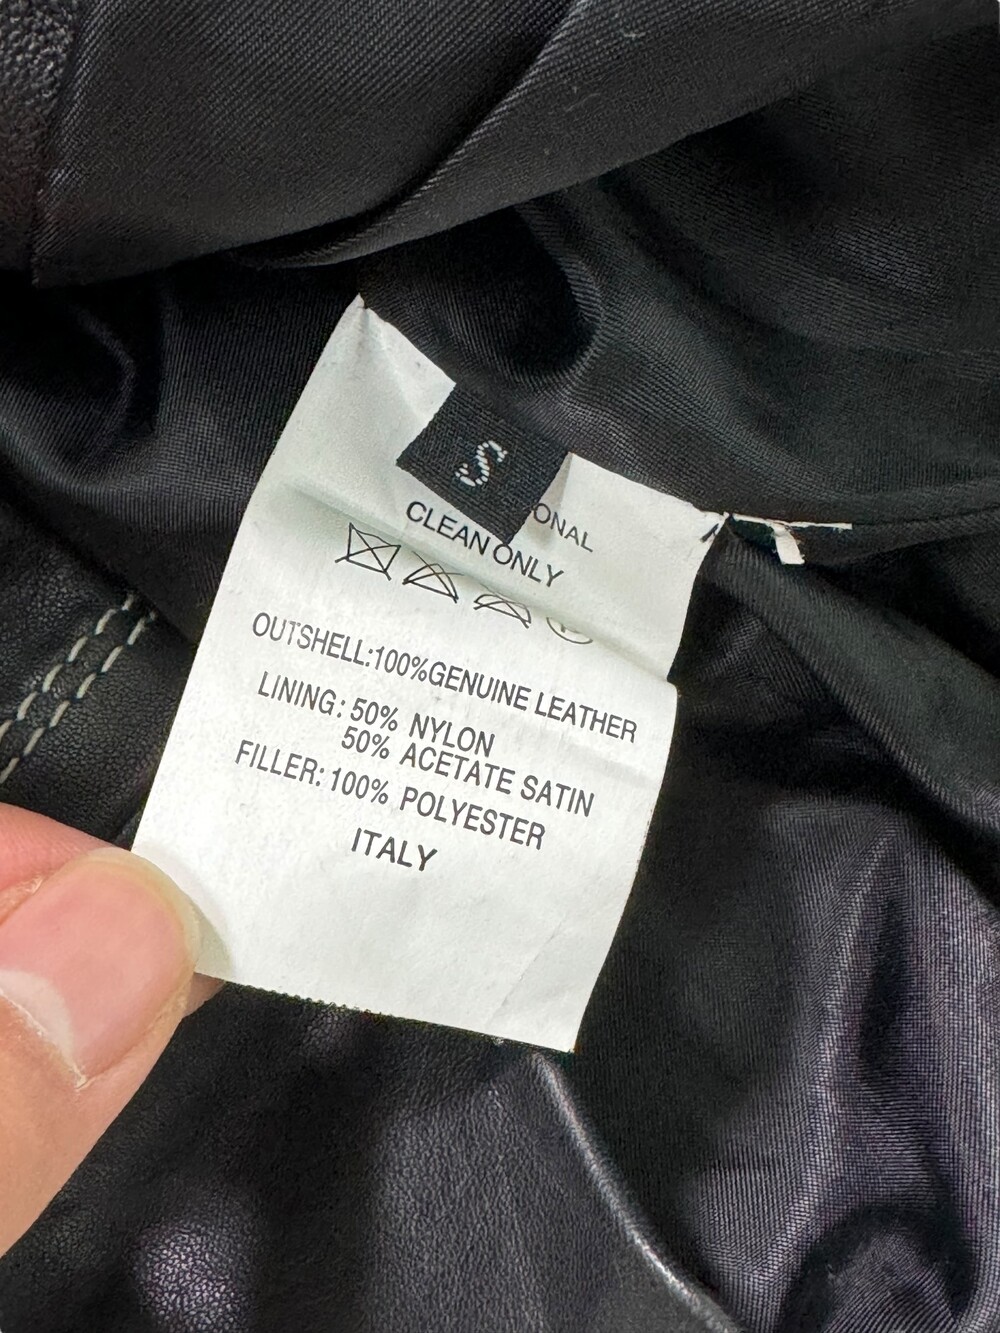 S
ONAL
CLEAN ONLY
OUTSHELL:100%GENUINE LEATHER
LINING: 50% NYLON
50% ACETATE SATIN
FILLER: 100% POLYESTER
ITALY